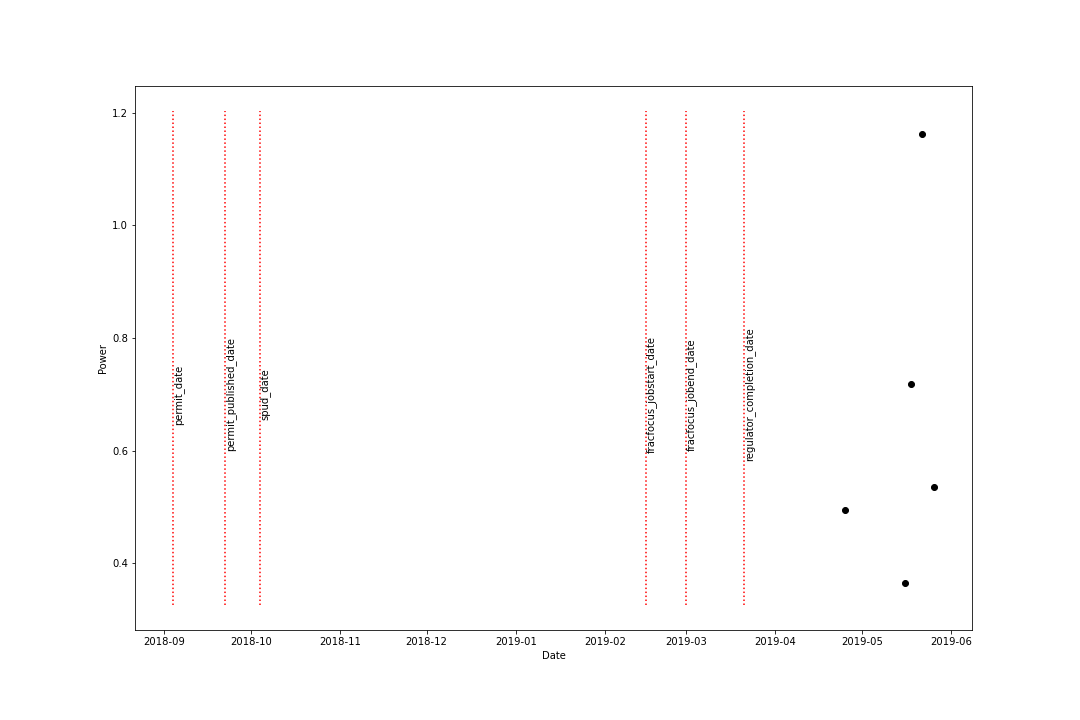 1.2
1.0
0.8
0.6
0.4
Power
permit_date
permit_published_date
spud_date
fracfocus_jobstart_date
fracfocus_jobend_date
regulator_completion_date
2018-09 2018-10 2018-11 2018-12 2019-01 2019-02 2019-03 2019-04 2019-05 2019-06
Date